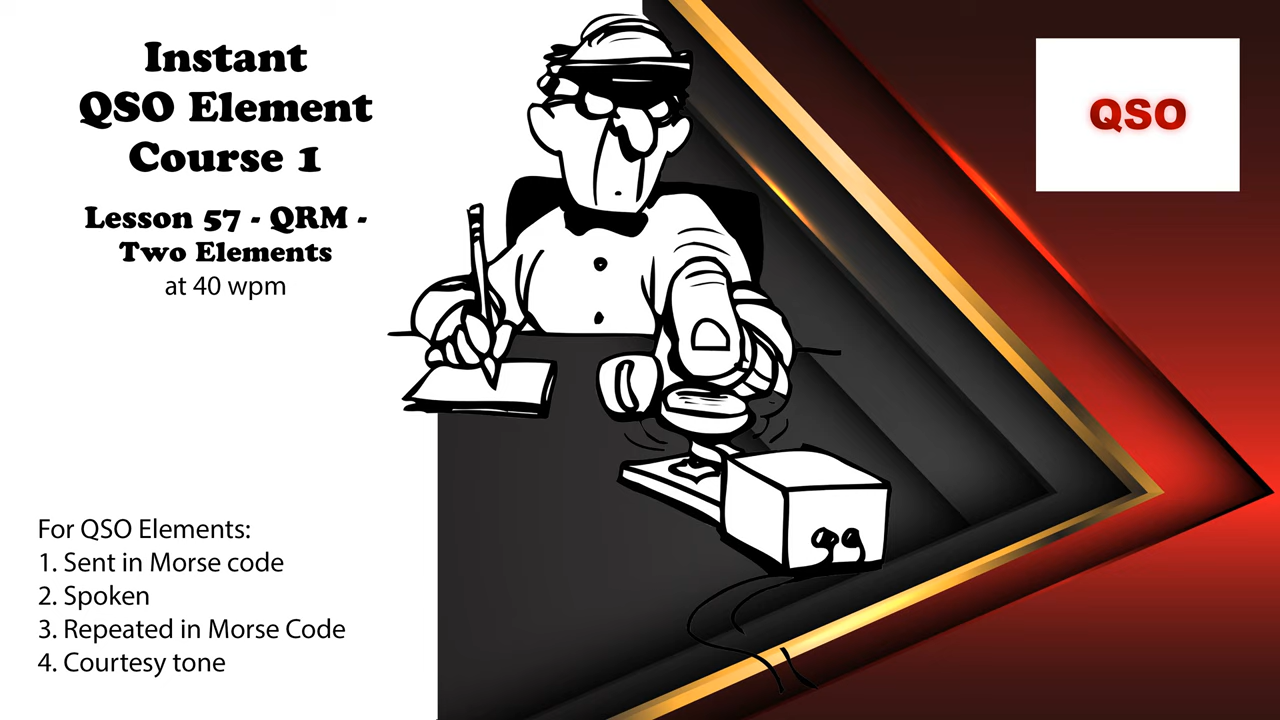 Instant
QSO Element
Course 1
Lesson 57 - QRM -
Two Elements
at 40 wpm
QSO
For QSO Elements:
1. Sent in Morse code
2. Spoken
3. Repeated in Morse Code
4. Courtesy tone